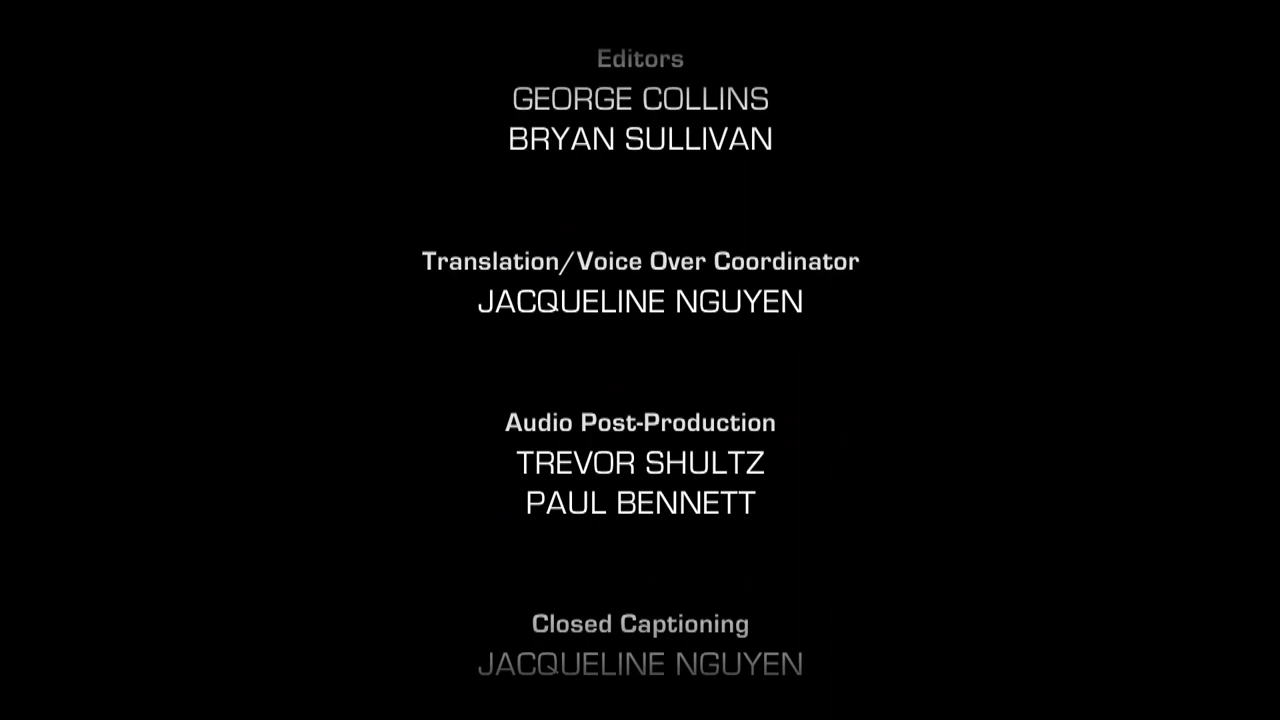 Editors
GEORGE COLLINS
BRYAN SULLIVAN
Translation/Voice Over Coordinator
JACQUELINE NGUYEN
Audio Post-Production
TREVOR SHULTZ
PAUL BENNETT
Closed Captioning
JACQUELINE NGUYEN